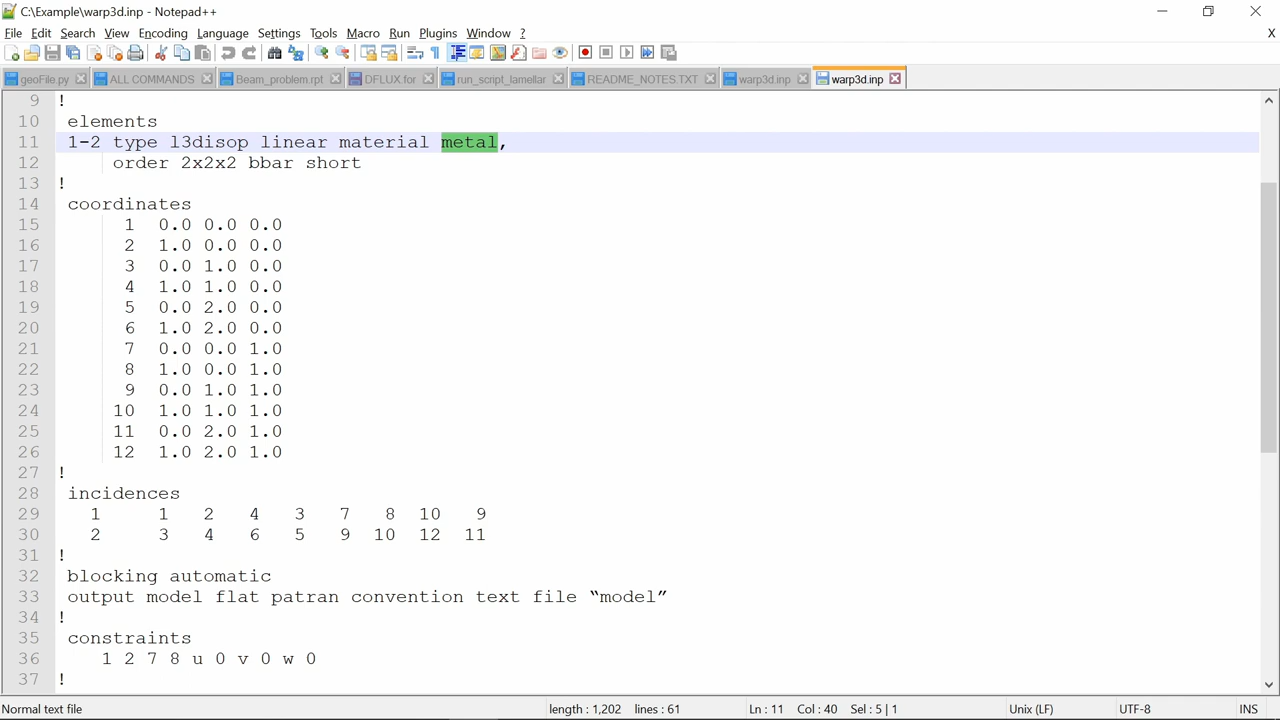 C:\Example\warp3d.inp - Notepad++
File Edit Search View Encoding Language Settings Tools Macro Run Plugins Window ? X
geoFile.py ALL COMMANDS Beam_problem.rpt DFLUX.for run_script_lamellar README_NOTES.TXT warp3d.inp warp3d.inp
9 !
10 elements
11 1-2 type l3disop linear material metal,
12 order 2x2x2 bbar short
13 !
14 coordinates
15 1 0.0 0.0 0.0
16 2 1.0 0.0 0.0
17 3 0.0 1.0 0.0
18 4 1.0 1.0 0.0
19 5 0.0 2.0 0.0
20 6 1.0 2.0 0.0
21 7 0.0 0.0 1.0
22 8 1.0 0.0 1.0
23 9 0.0 1.0 1.0
24 10 1.0 1.0 1.0
25 11 0.0 2.0 1.0
26 12 1.0 2.0 1.0
27 !
28 incidences
29 1 1 2 4 3 7 8 10 9
30 2 3 4 6 5 9 10 12 11
31 !
32 blocking automatic
33 output model flat patran convention text file “model”
34 !
35 constraints
36 1 2 7 8 u 0 v 0 w 0
37 !
Normal text file length : 1,202 lines : 61 Ln : 11 Col : 40 Sel : 5 | 1 Unix (LF) UTF-8 INS